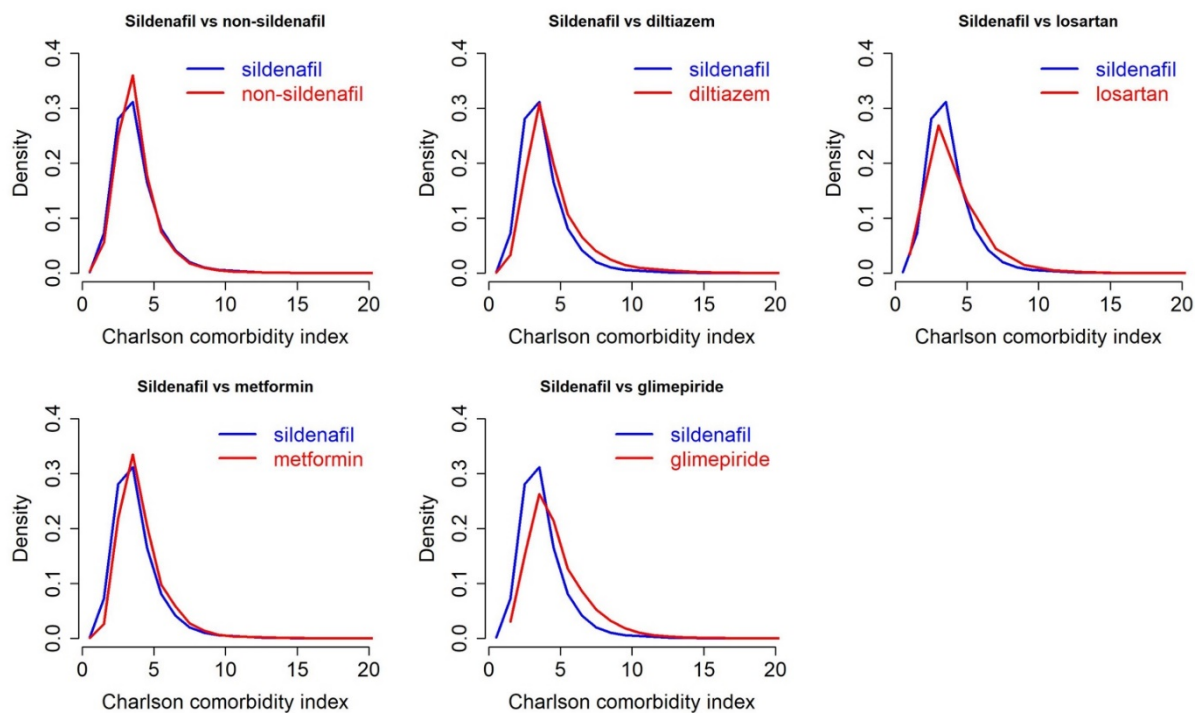 Sildenafil vs non-sildenafil
Density
0.4
0.3
0.2
0.1
0.0
sildenafil
non-sildenafil
0 5 10 15 20
Charlson comorbidity index
Sildenafil vs diltiazem
Density
0.4
0.3
0.2
0.1
0.0
sildenafil
diltiazem
0 5 10 15 20
Charlson comorbidity index
Sildenafil vs losartan
Density
0.4
0.3
0.2
0.1
0.0
sildenafil
losartan
0 5 10 15 20
Charlson comorbidity index
Sildenafil vs metformin
Density
0.4
0.3
0.2
0.1
0.0
sildenafil
metformin
0 5 10 15 20
Charlson comorbidity index
Sildenafil vs glimepiride
Density
0.4
0.3
0.2
0.1
0.0
sildenafil
glimepiride
0 5 10 15 20
Charlson comorbidity index